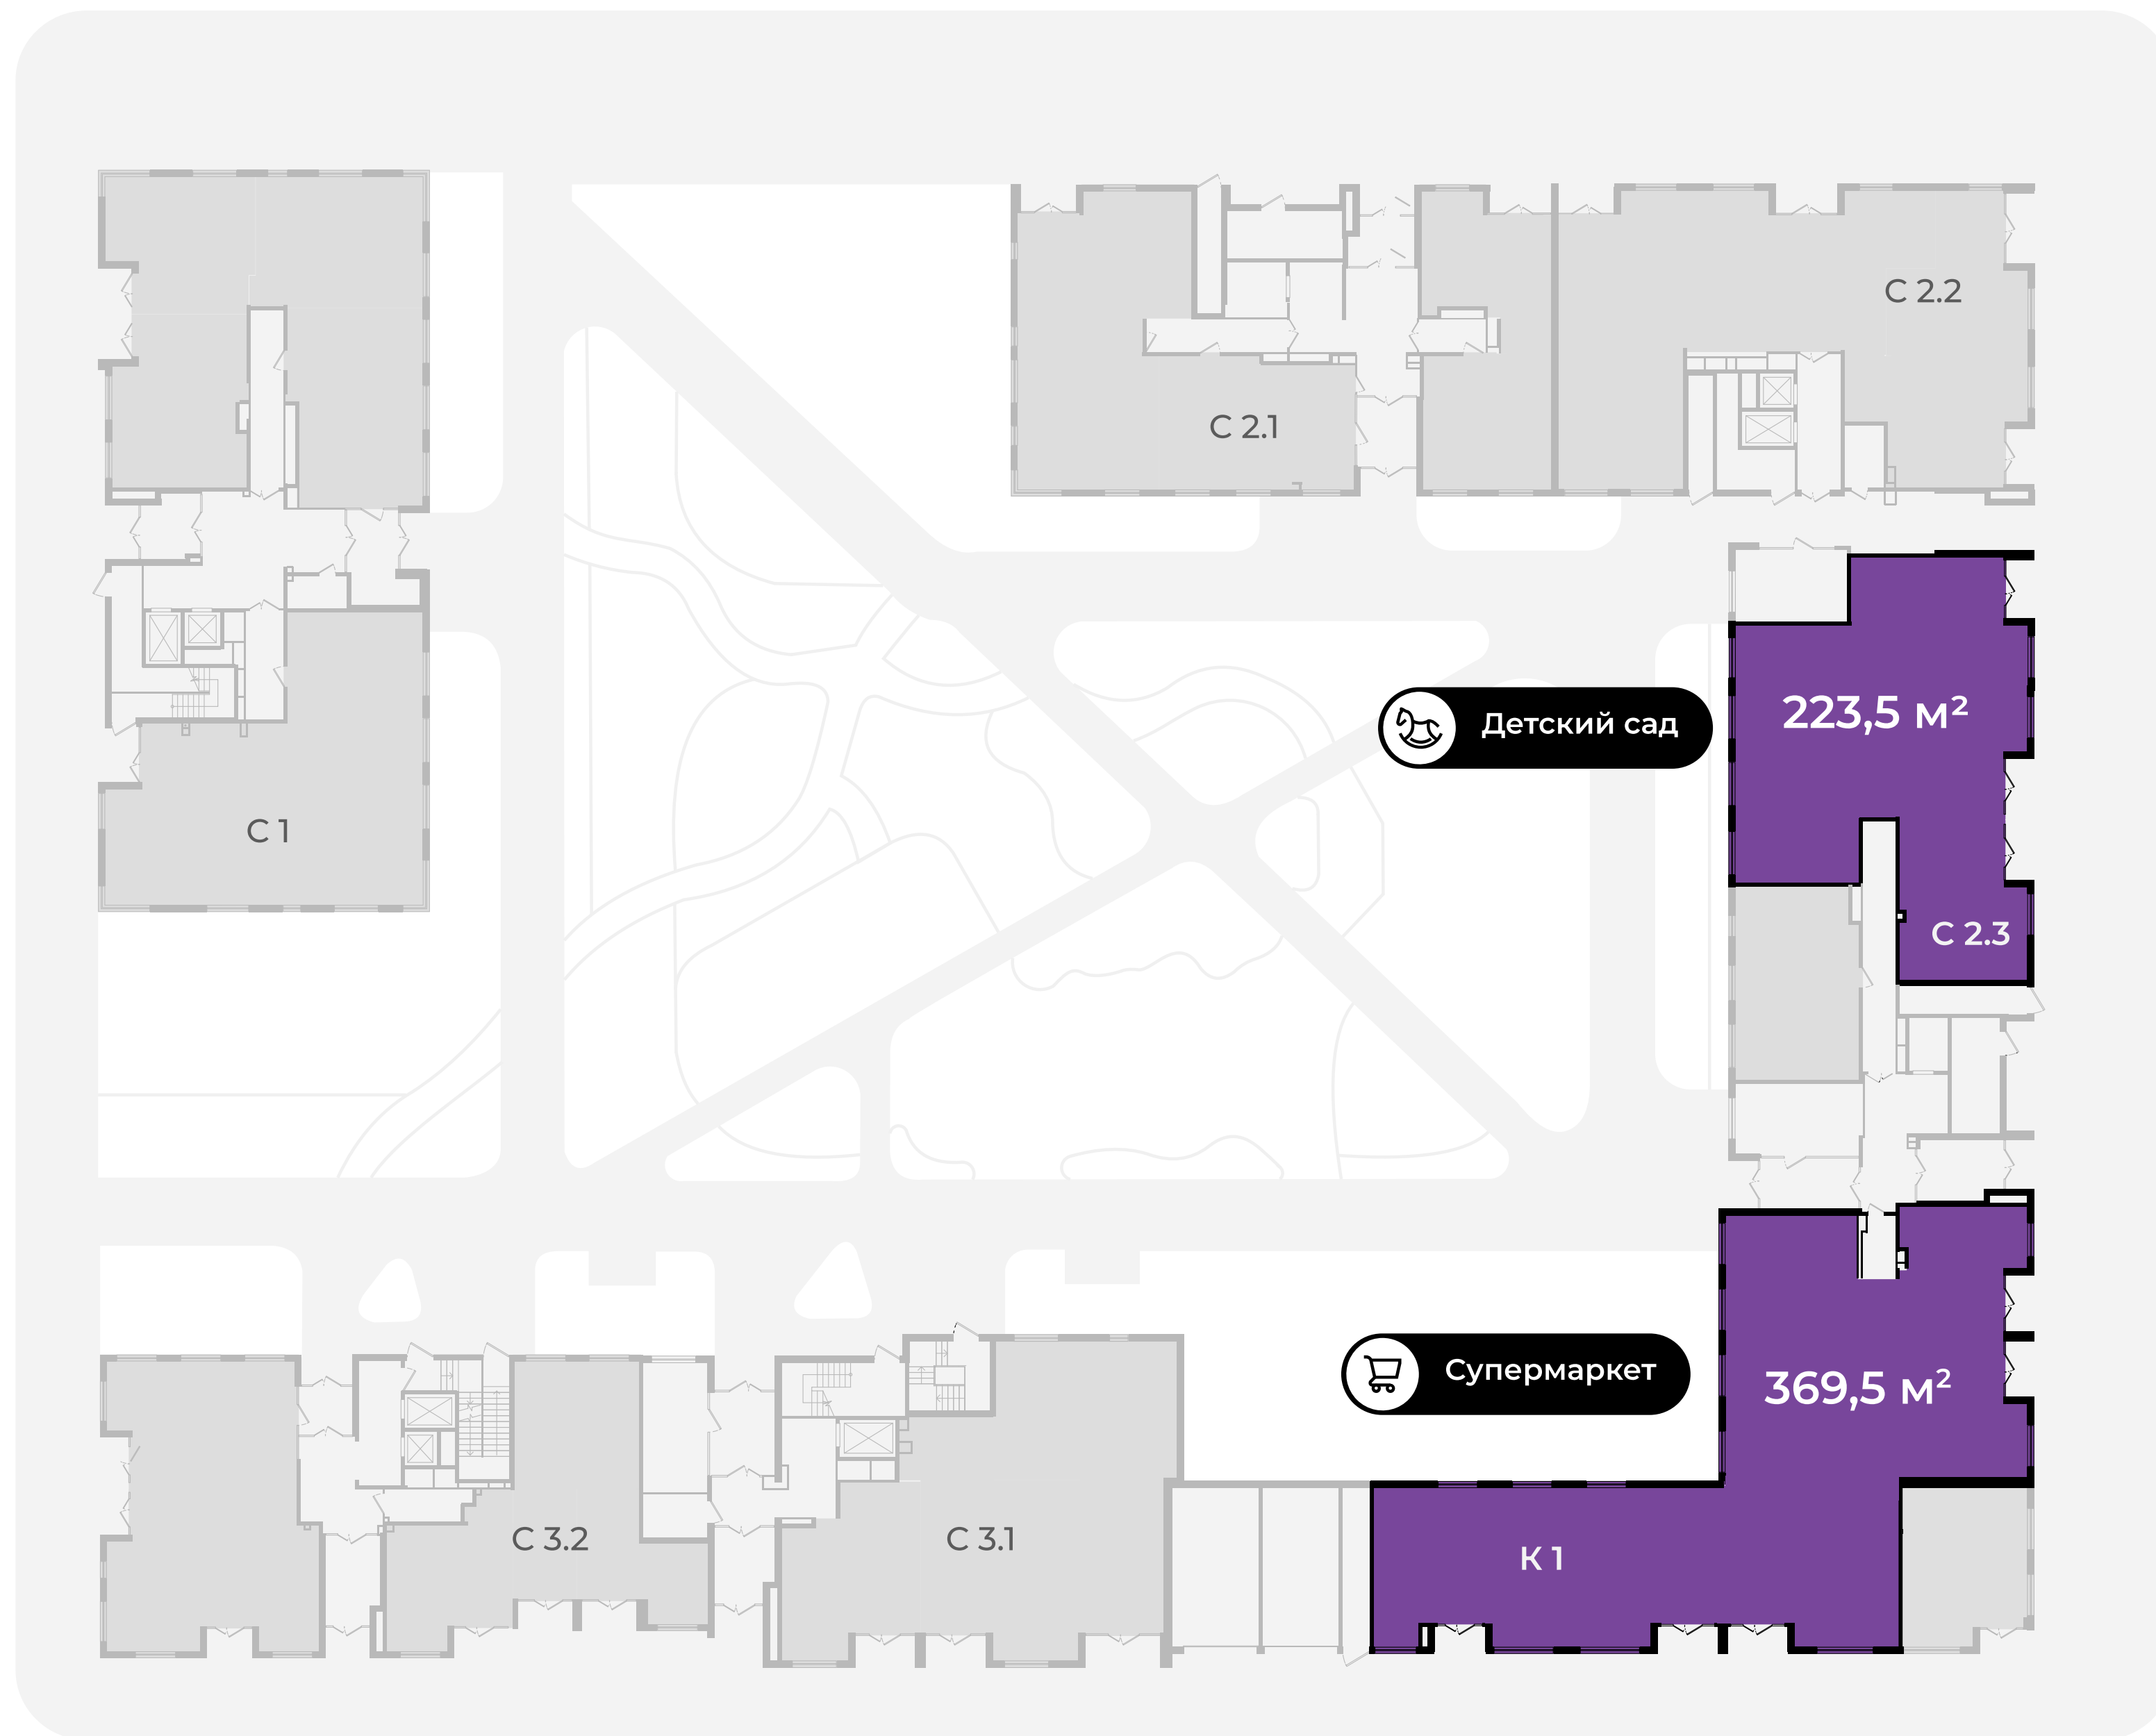 С 2.2
С 2.1
Детский сад
223,5 м²
С 1
С 2.3
Супермаркет
369,5 м²
С 3.2
С 3.1
К 1